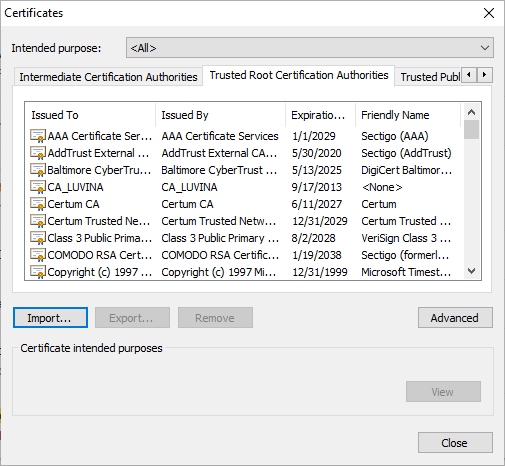 Certificates
Intended purpose: <All>
Intermediate Certification Authorities Trusted Root Certification Authorities Trusted Publ
Issued To Issued By Expiratio... Friendly Name
AAA Certificate Ser... AAA Certificate Services 1/1/2029 Sectigo (AAA)
AddTrust External ... AddTrust External CA... 5/30/2020 Sectigo (AddTrust)
Baltimore CyberTru... Baltimore CyberTrust ... 5/13/2025 DigiCert Baltimor...
CA_LUVINA CA_LUVINA 9/17/2013 <None>
Certum CA Certum CA 6/11/2027 Certum
Certum Trusted Ne... Certum Trusted Netw... 12/31/2029 Certum Trusted ...
Class 3 Public Prima... Class 3 Public Primary ... 8/2/2028 VeriSign Class 3 ...
COMODO RSA Cert... COMODO RSA Certific... 1/19/2038 Sectigo (formerl...
Copyright (c) 1997 ... Copyright (c) 1997 Mi... 12/31/1999 Microsoft Timest...
Import... Export... Remove Advanced
Certificate intended purposes
View
Close